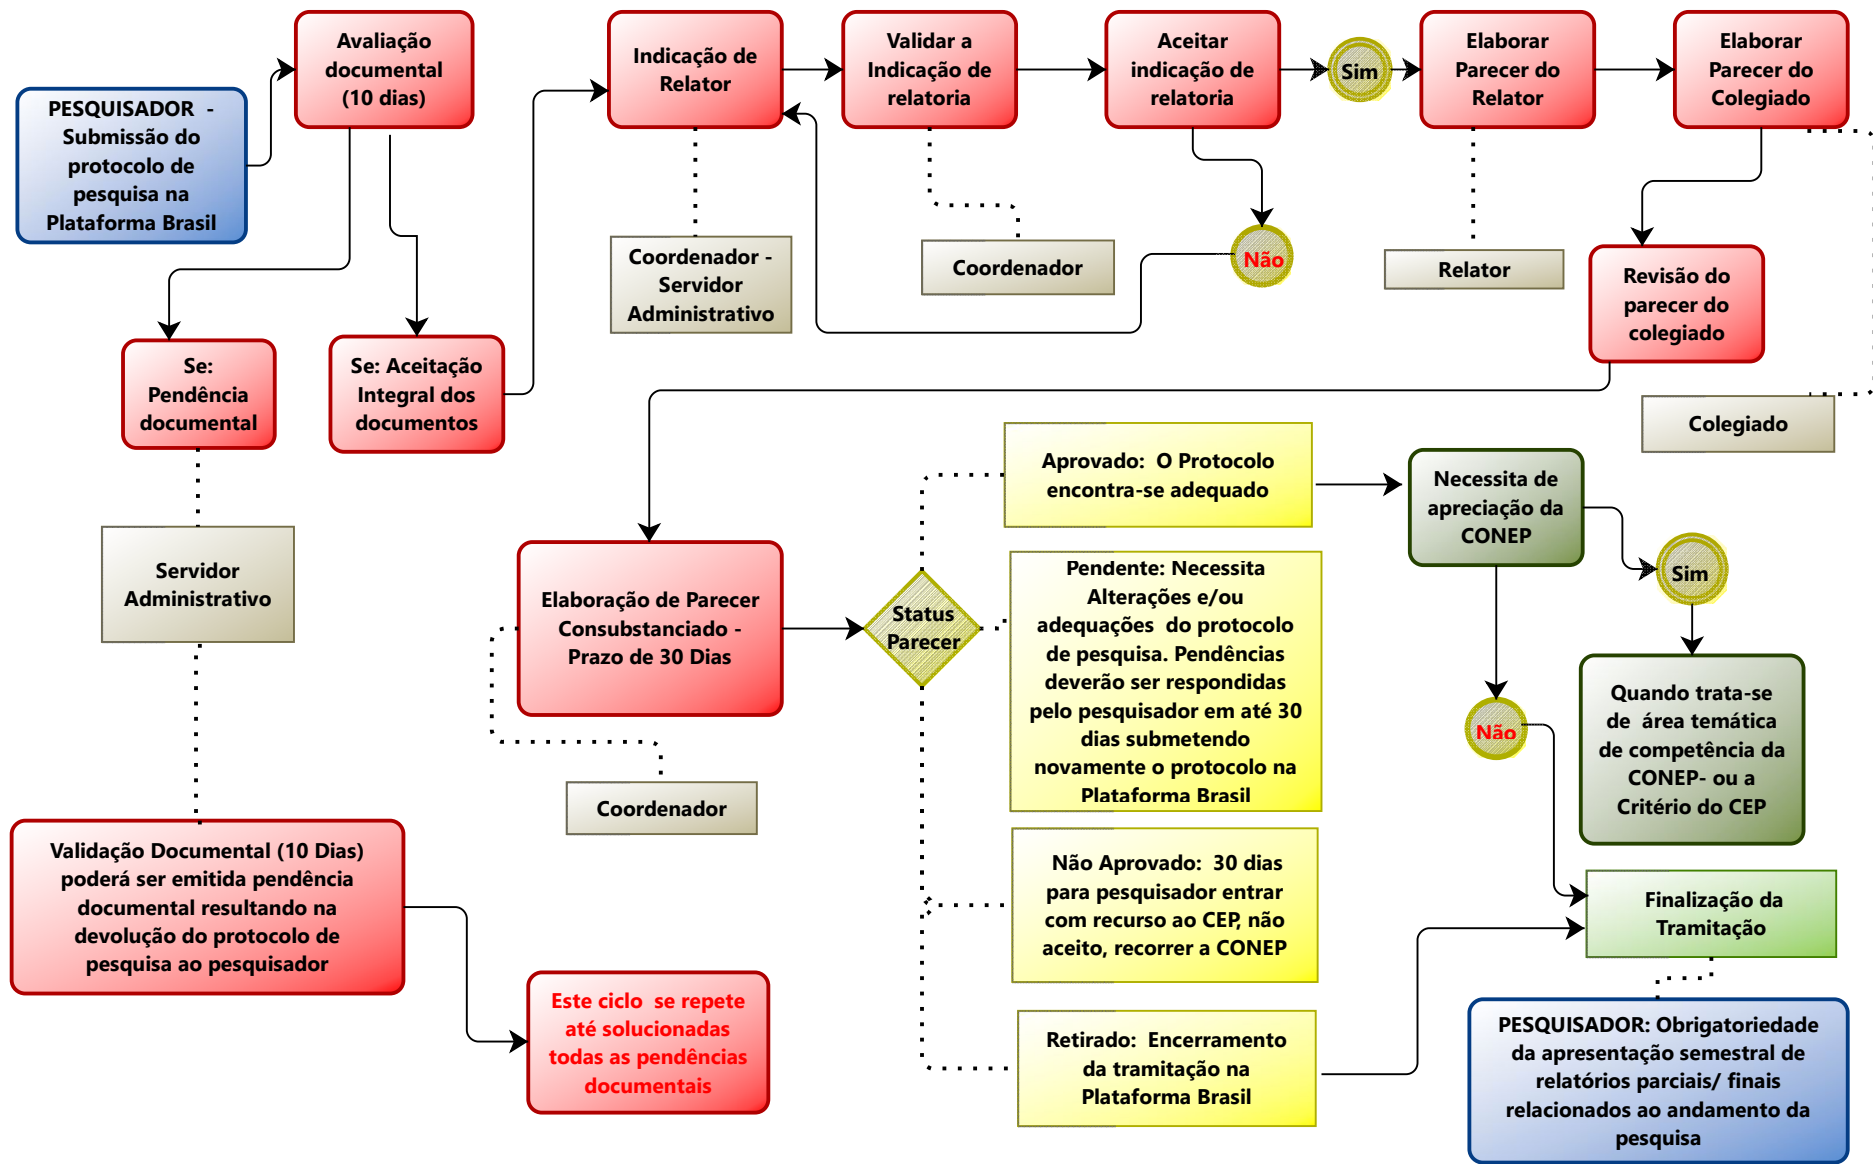 PESQUISADOR -
Submissão do
protocolo de
pesquisa na
Plataforma Brasil
Avaliação
documental
(10 dias)
Indicação de
Relator
Validar a
Indicação de
relatoria
Aceitar
indicação de
relatoria
Sim
Elaborar
Parecer do
Relator
Elaborar
Parecer do
Colegiado
Coordenador -
Servidor
Administrativo
Coordenador
Não
Relator
Revisão do
parecer do
colegiado
Colegiado
Se:
Pendência
documental
Se: Aceitação
Integral dos
documentos
Servidor
Administrativo
Validação Documental (10 Dias)
poderá ser emitida pendência
documental resultando na
devolução do protocolo de
pesquisa ao pesquisador
Este ciclo se repete
até solucionadas
todas as pendências
documentais
Elaboração de Parecer
Consubstanciado -
Prazo de 30 Dias
Coordenador
Status
Parecer
Aprovado: O Protocolo
encontra-se adequado
Pendente: Necessita
Alterações e/ou
adequações do protocolo
de pesquisa. Pendências
deverão ser respondidas
pelo pesquisador em até 30
dias submetendo
novamente o protocolo na
Plataforma Brasil
Não Aprovado: 30 dias
para pesquisador entrar
com recurso ao CEP, não
aceito, recorrer a CONEP
Retirado: Encerramento
da tramitação na
Plataforma Brasil
Necessita de
apreciação da
CONEP
Sim
Não
Quando trata-se
de área temática
de competência da
CONEP- ou a
Critério do CEP
Finalização da
Tramitação
PESQUISADOR: Obrigatoriedade
da apresentação semestral de
relatórios parciais/ finais
relacionados ao andamento da
pesquisa